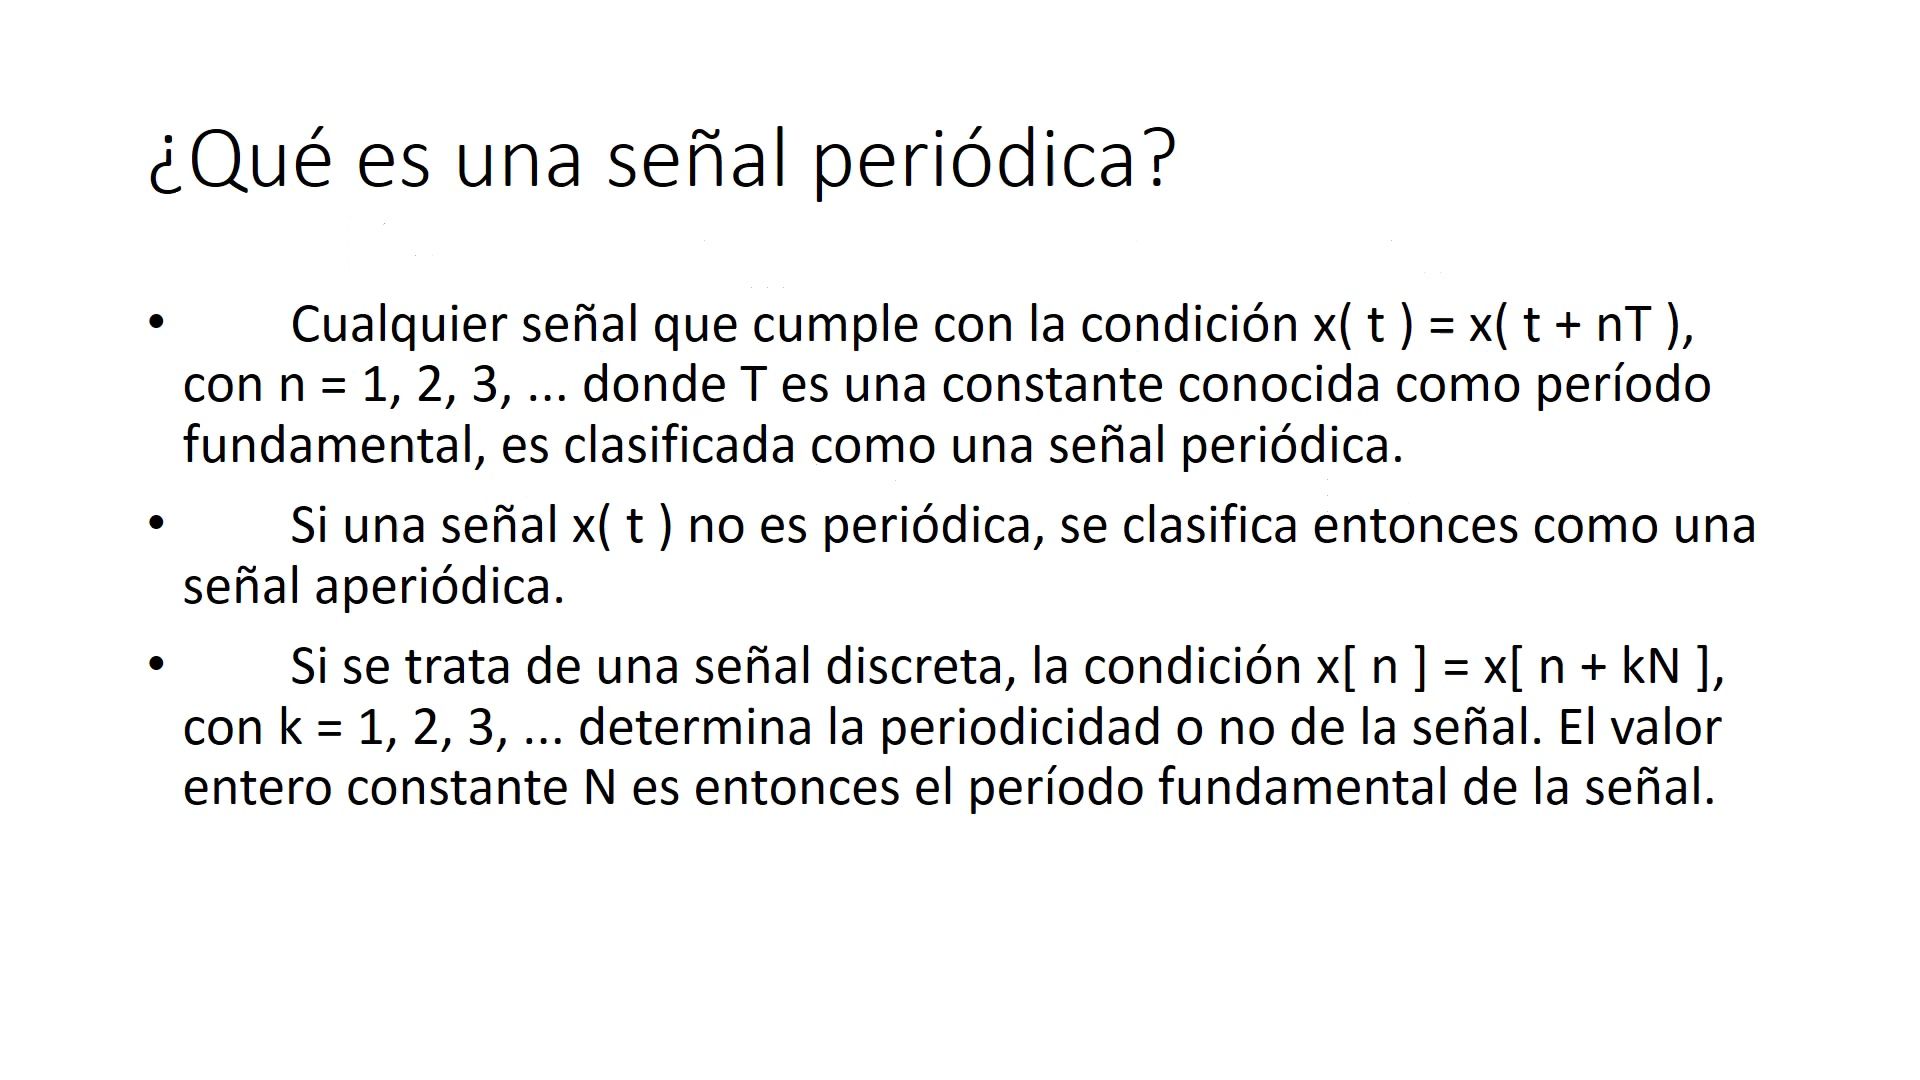 ¿Qué es una señal periódica?
• Cualquier señal que cumple con la condición x( t ) = x( t + nT ),
con n = 1, 2, 3, ... donde T es una constante conocida como período
fundamental, es clasificada como una señal periódica.
• Si una señal x( t ) no es periódica, se clasifica entonces como una
señal aperiódica.
• Si se trata de una señal discreta, la condición x[ n ] = x[ n + kN ],
con k = 1, 2, 3, ... determina la periodicidad o no de la señal. El valor
entero constante N es entonces el período fundamental de la señal.